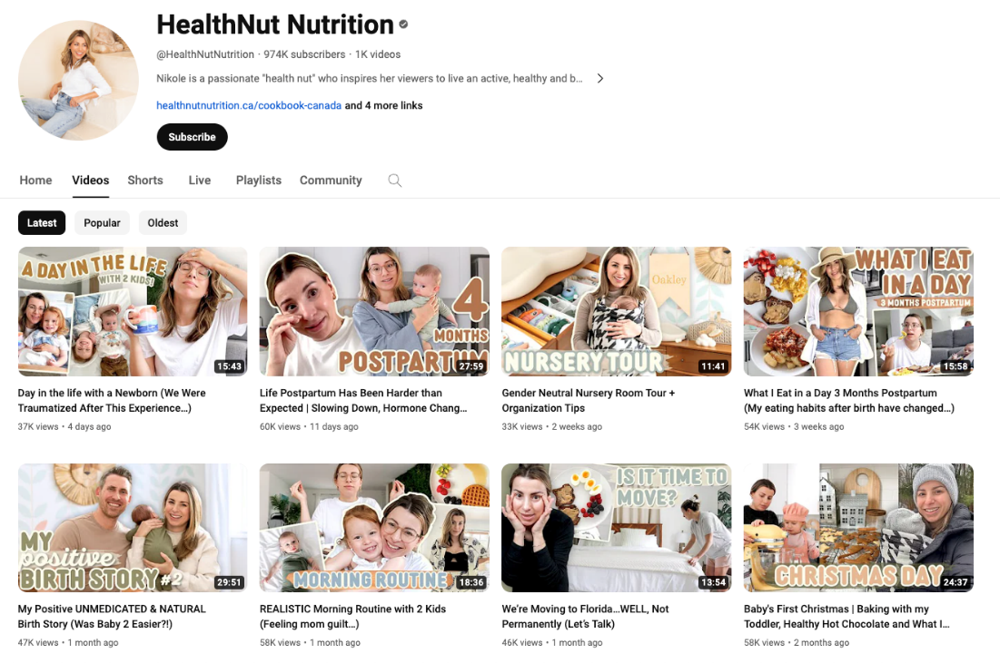 HealthNut Nutrition
@HealthNutNutrition · 974K subscribers · 1K videos
Nikole is a passionate "health nut" who inspires her viewers to live an active, healthy and b...
healthnutnutrition.ca/cookbook-canada and 4 more links
Subscribe
Home Videos Shorts Live Playlists Community
Latest Popular Oldest
A DAY IN THE LIFE
WITH 2 KIDS!
15:43
4
MONTHS
POSTPARTUM
27:59
Oakley
NURSERY TOUR
11:41
WHAT I EAT
IN A DAY
3 MONTHS POSTPARTUM
15:58
Day in the life with a Newborn (We Were
Traumatized After This Experience...)
37K views • 4 days ago
Life Postpartum Has Been Harder than
Expected | Slowing Down, Hormone Chang...
60K views • 11 days ago
Gender Neutral Nursery Room Tour +
Organization Tips
33K views • 2 weeks ago
What I Eat in a Day 3 Months Postpartum
(My eating habits after birth have changed...)
54K views • 3 weeks ago
MY
positive
BIRTH STORY #2
29:51
MORNING ROUTINE
18:36
IS IT TIME TO
MOVE?
13:54
CHRISTMAS DAY
24:37
My Positive UNMEDICATED & NATURAL
Birth Story (Was Baby 2 Easier?!)
47K views • 1 month ago
REALISTIC Morning Routine with 2 Kids
(Feeling mom guilt...)
58K views • 1 month ago
We're Moving to Florida...WELL, Not
Permanently (Let's Talk)
46K views • 1 month ago
Baby's First Christmas | Baking with my
Toddler, Healthy Hot Chocolate and What I...
58K views • 2 months ago